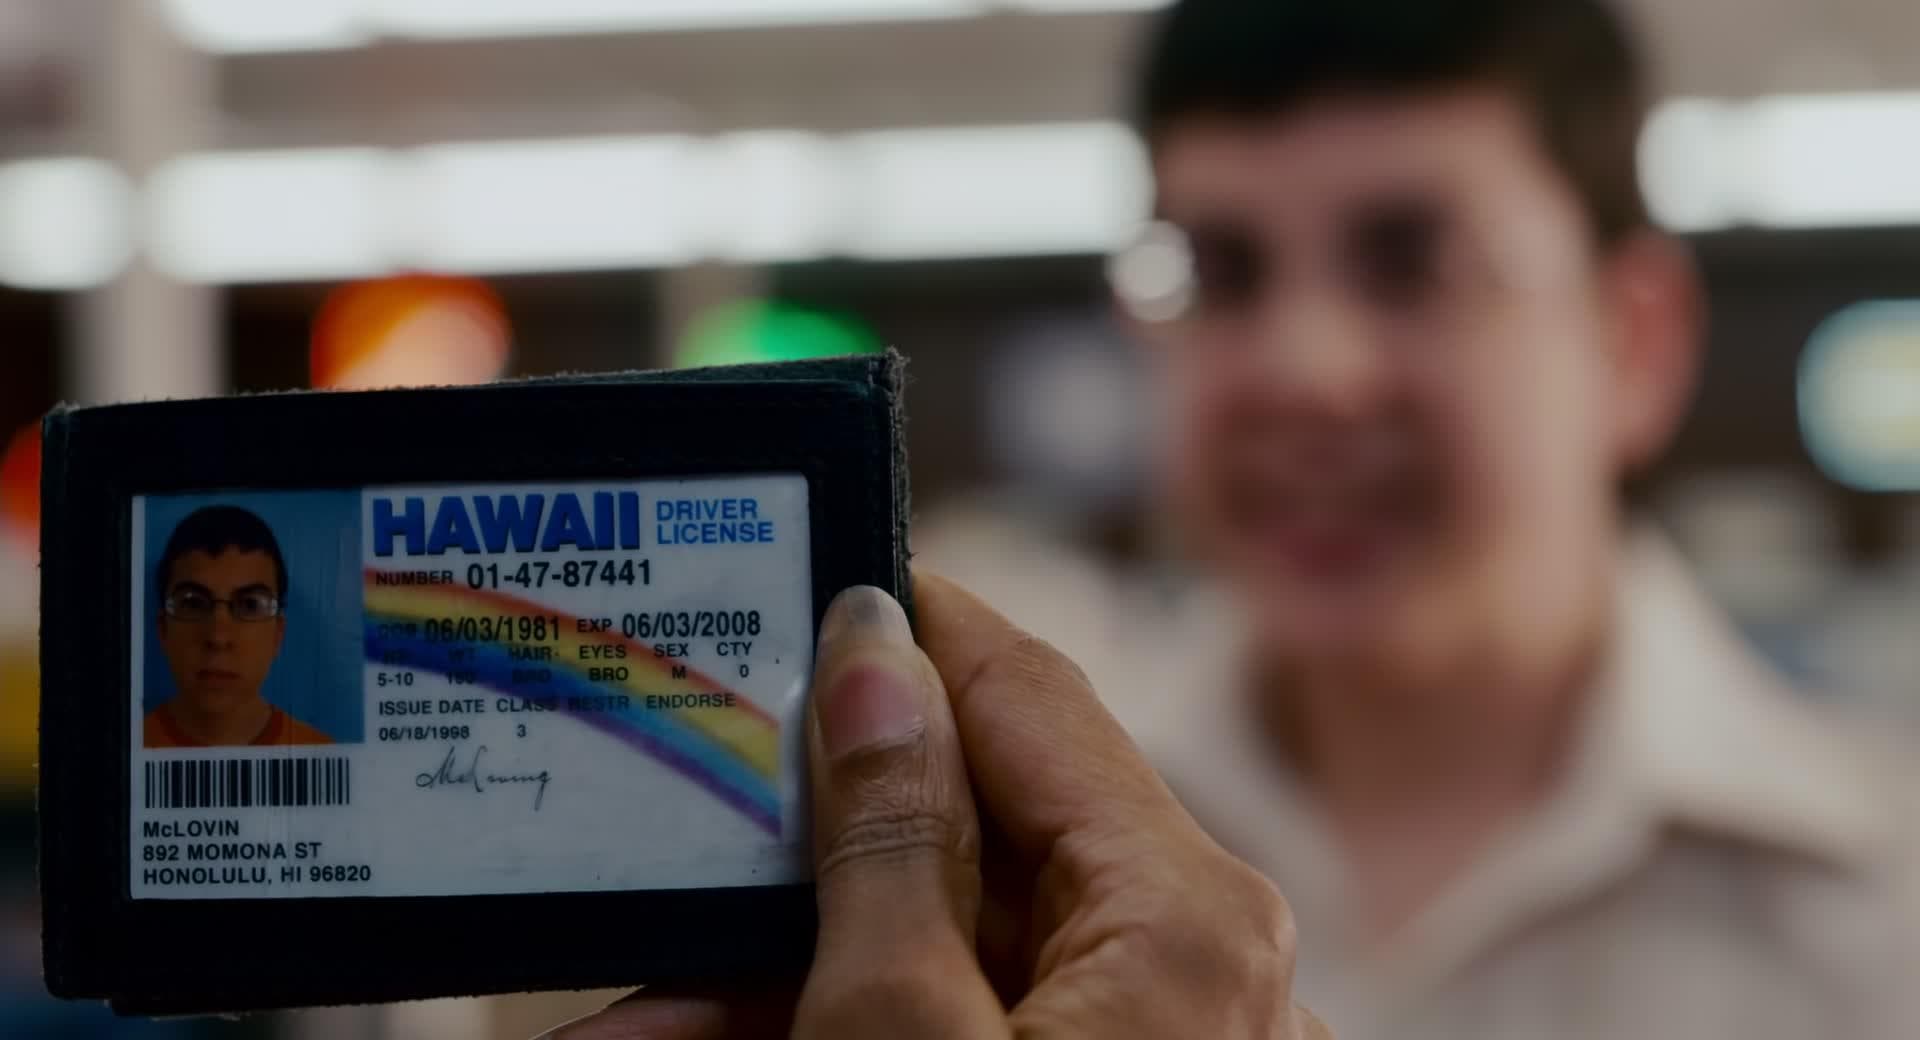 HAWAII DRIVER LICENSE
NUMBER 01-47-87441
DOB 06/03/1981 EXP 06/03/2008
HT WT HAIR EYES SEX CTY
5-10 150 BRO BRO M 0
ISSUE DATE CLASS RESTR ENDORSE
06/18/1998 3
McLOVIN
892 MOMONA ST
HONOLULU, HI 96820